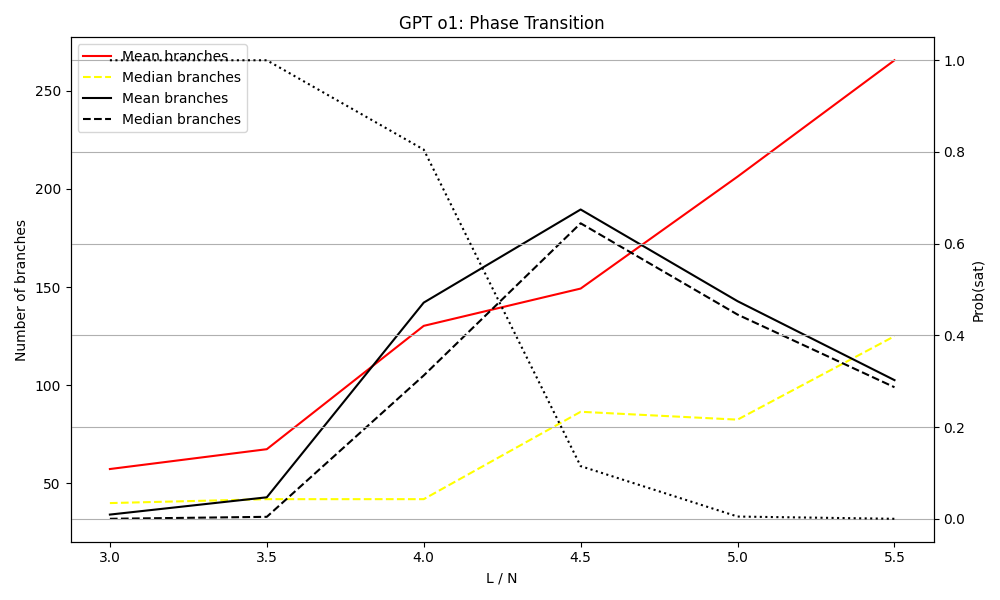 GPT o1: Phase Transition
Mean branches
Median branches
Mean branches
Median branches
Number of branches
250
200
150
100
50
1.0
0.8
0.6
0.4
0.2
0.0
Prob(sat)
3.0 3.5 4.0 4.5 5.0 5.5
L / N